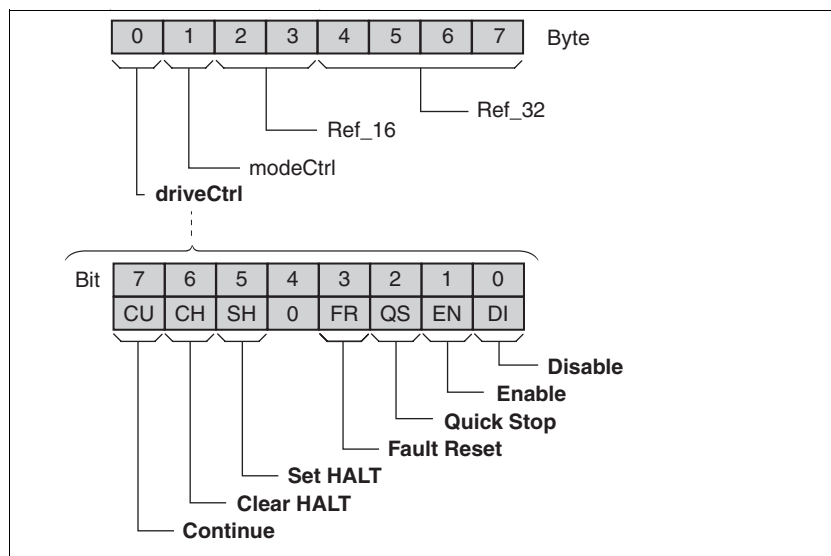 0 1 2 3 4 5 6 7 Byte
Ref_32
Ref_16
modeCtrl
driveCtrl
Bit 7 6 5 4 3 2 1 0
CU CH SH 0 FR QS EN DI
Disable
Enable
Quick Stop
Fault Reset
Set HALT
Clear HALT
Continue